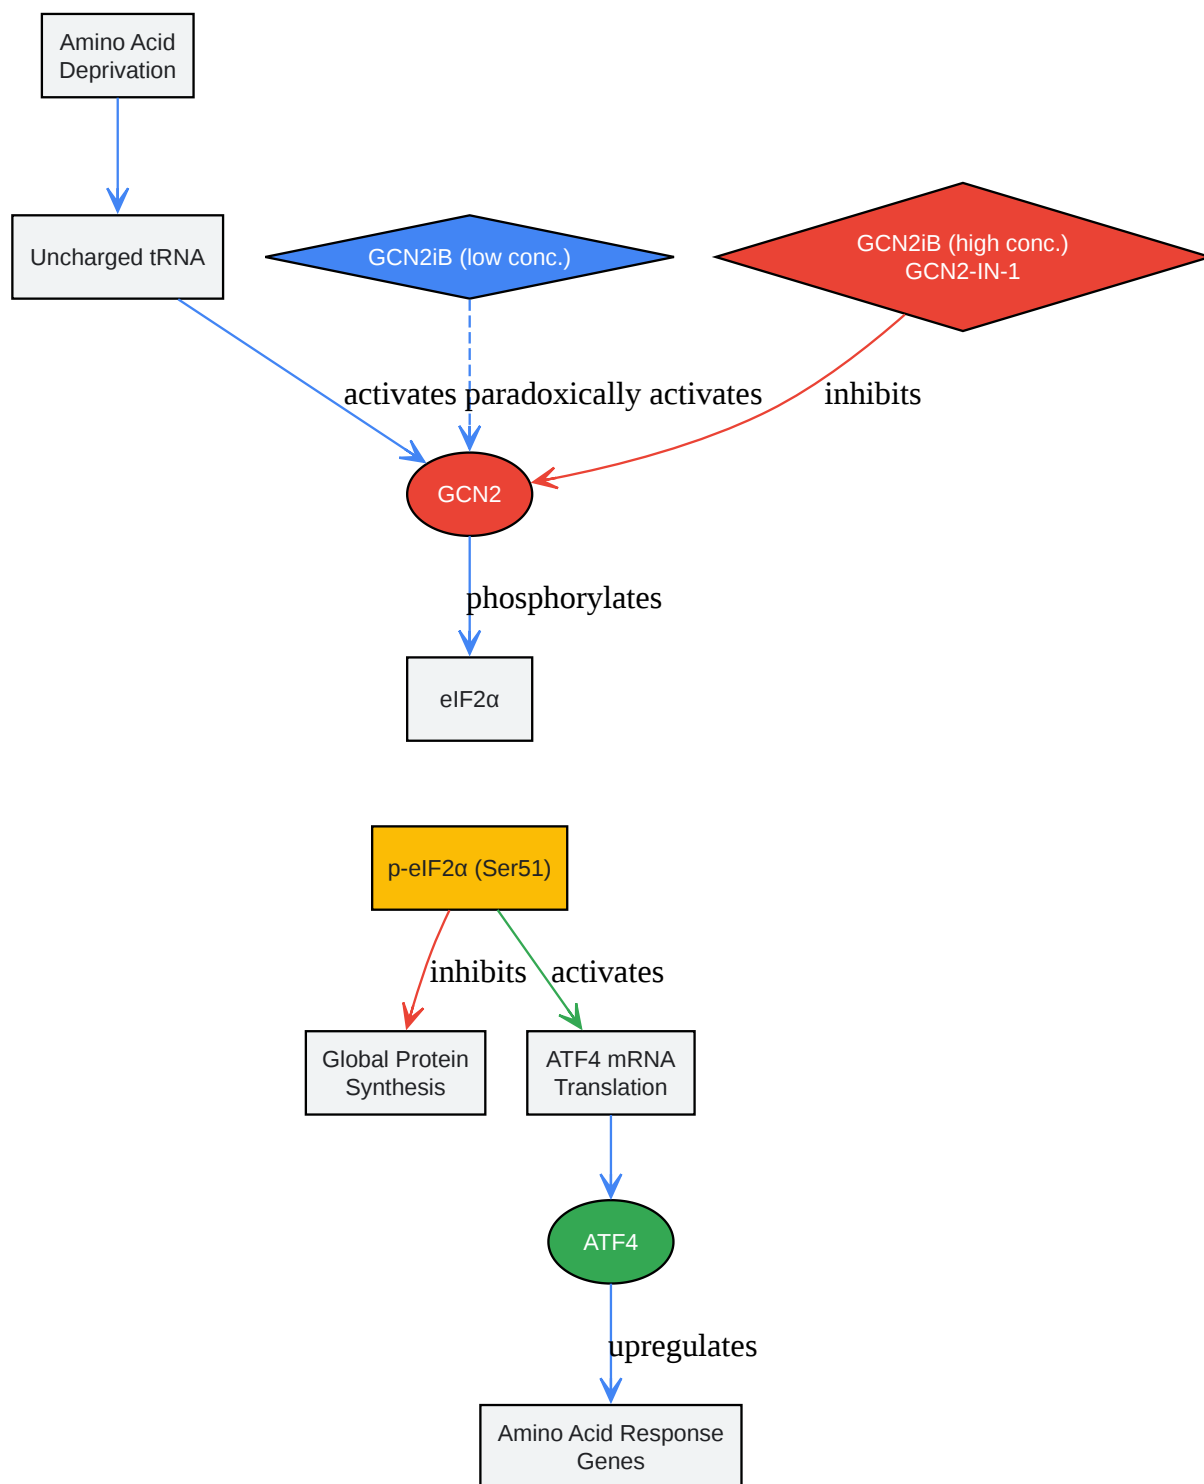 Amino Acid
Deprivation
Uncharged tRNA
GCN2iB (low conc.)
GCN2iB (high conc.)
GCN2-IN-1
activates
paradoxically activates
inhibits
GCN2
phosphorylates
eIF2α
p-eIF2α (Ser51)
inhibits
activates
Global Protein
Synthesis
ATF4 mRNA
Translation
ATF4
upregulates
Amino Acid Response
Genes